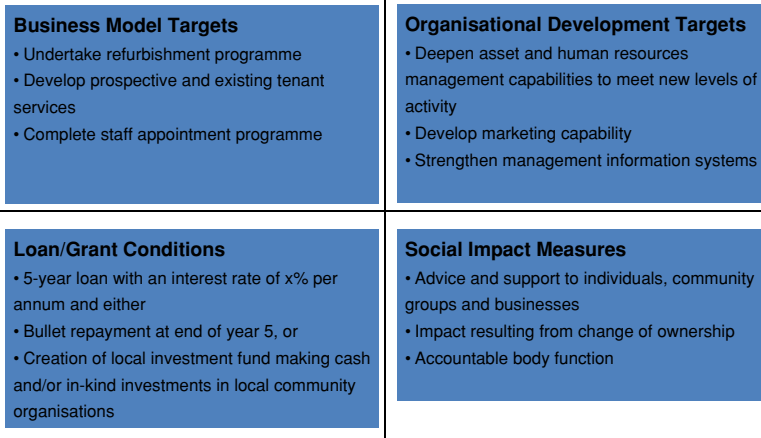 Business Model Targets
• Undertake refurbishment programme
• Develop prospective and existing tenant
services
• Complete staff appointment programme
Organisational Development Targets
• Deepen asset and human resources
management capabilities to meet new levels of
activity
• Develop marketing capability
• Strengthen management information systems
Loan/Grant Conditions
• 5-year loan with an interest rate of x% per
annum and either
• Bullet repayment at end of year 5, or
• Creation of local investment fund making cash
and/or in-kind investments in local community
organisations
Social Impact Measures
• Advice and support to individuals, community
groups and businesses
• Impact resulting from change of ownership
• Accountable body function